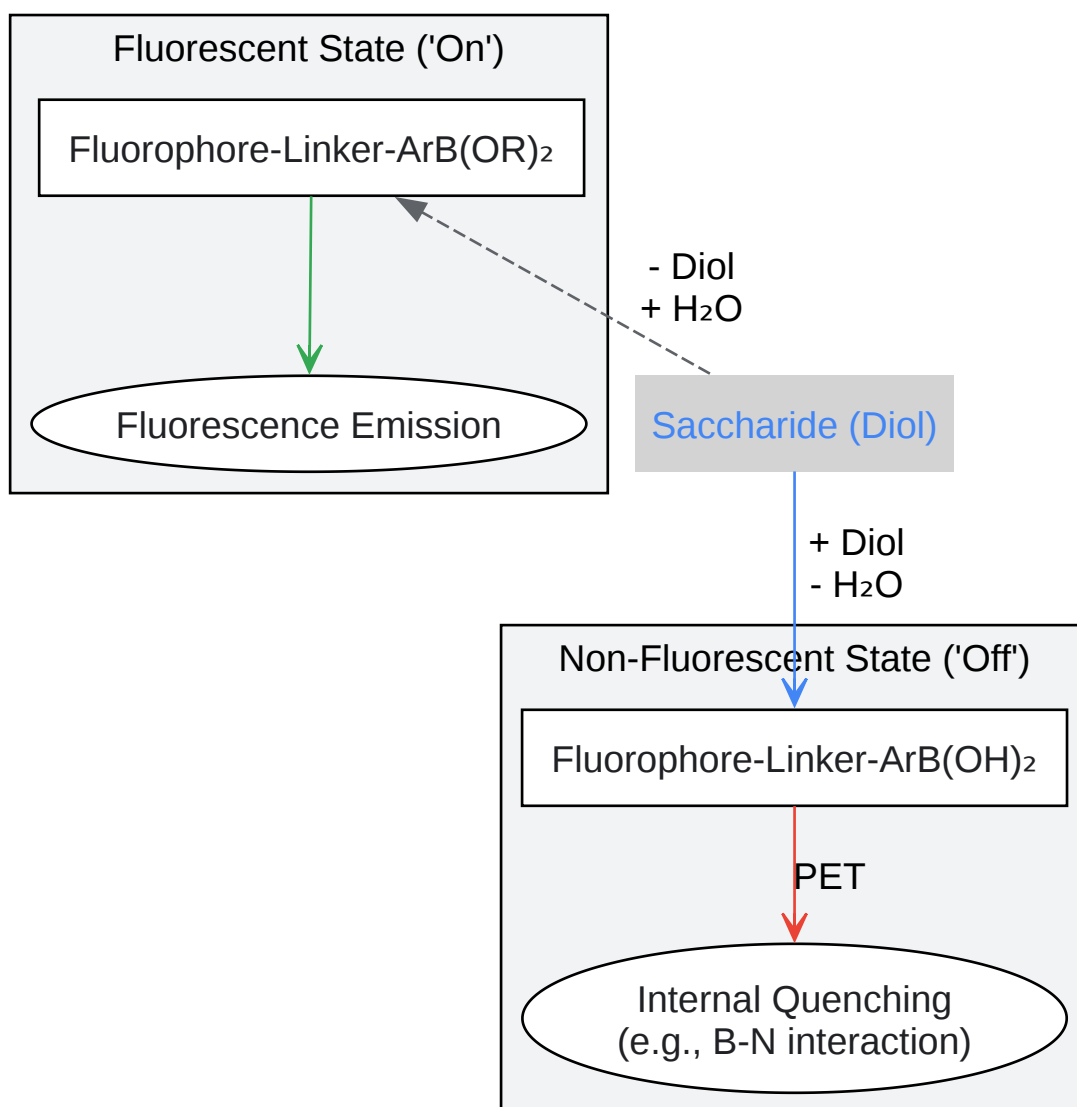 Fluorescent State ('On')
Fluorophore-Linker-ArB(OR)₂
- Diol
+ H₂O
Fluorescence Emission
Saccharide (Diol)
+ Diol
- H₂O
Non-Fluorescent State ('Off')
Fluorophore-Linker-ArB(OH)₂
PET
Internal Quenching
(e.g., B-N interaction)